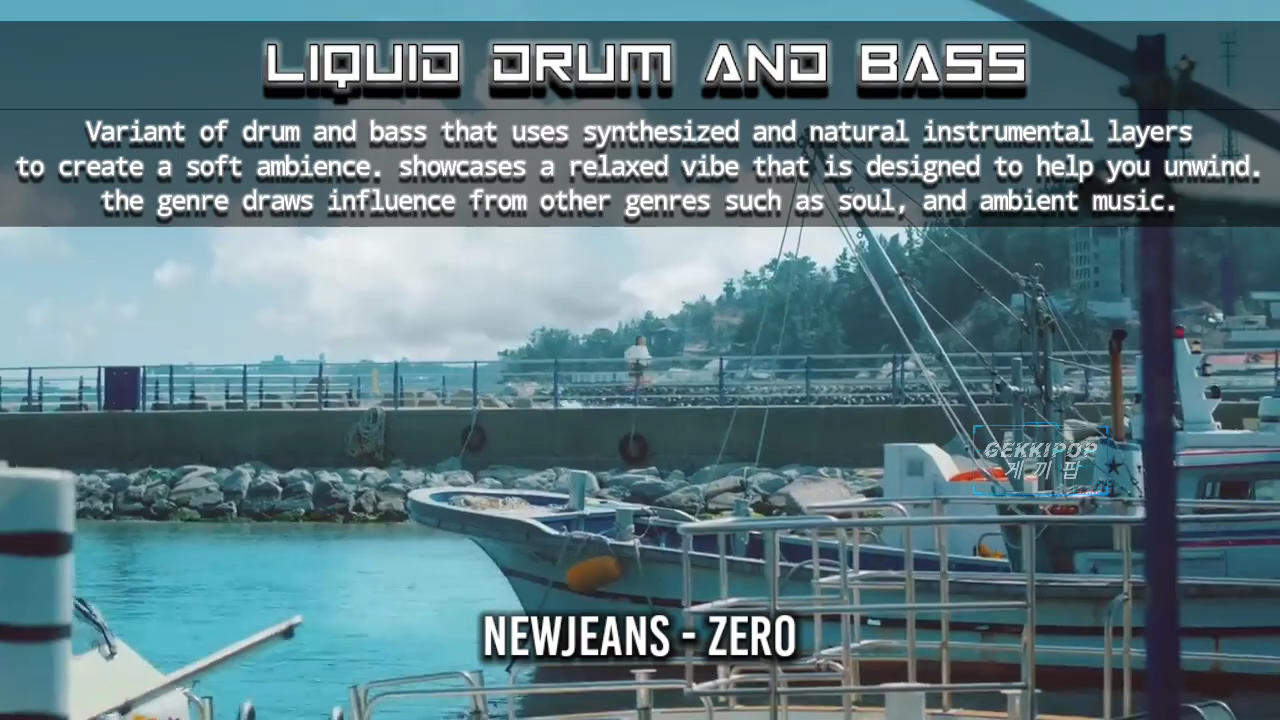 LIQUID DRUM AND BASS
Variant of drum and bass that uses synthesized and natural instrumental layers
to create a soft ambience. showcases a relaxed vibe that is designed to help you unwind.
the genre draws influence from other genres such as soul, and ambient music.
GEKKIPOP
게끼팝
NEWJEANS - ZERO